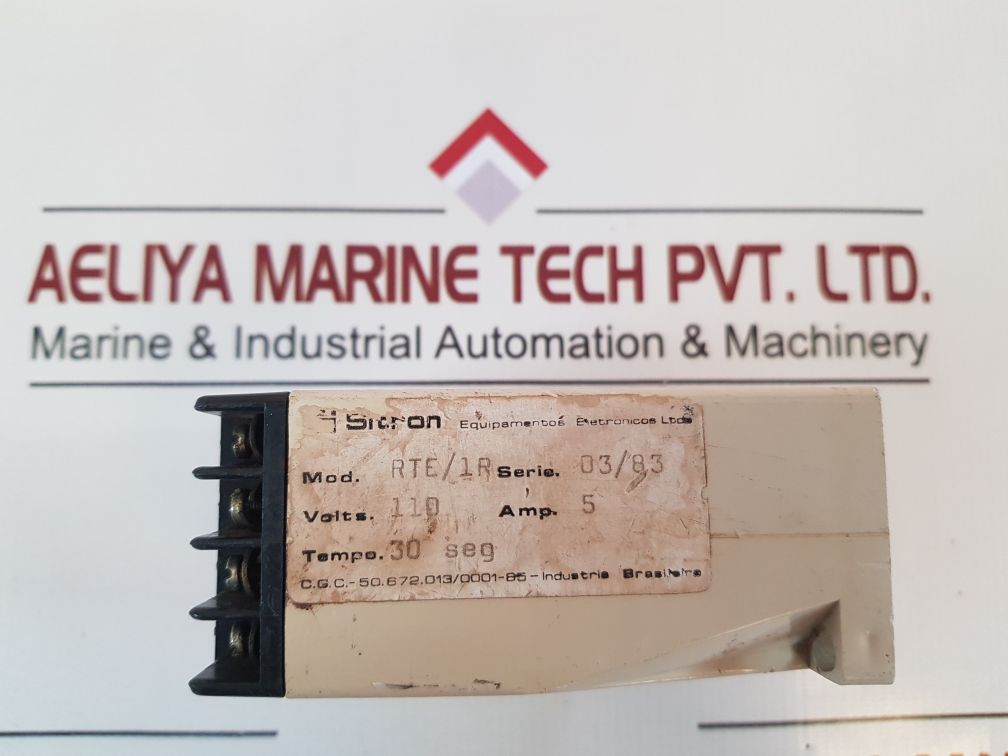 AELIYA MARINE TECH PVT. LTD.
Marine & Industrial Automation & Machinery
Sitron Equipamentos Eletronicos Ltda
Mod. RTE/1R Serie. 03/83
Volts. 110 Amp. 5
Tempo. 30 seg
C.G.C.-50.672.013/0001-85-Industria Brasileira